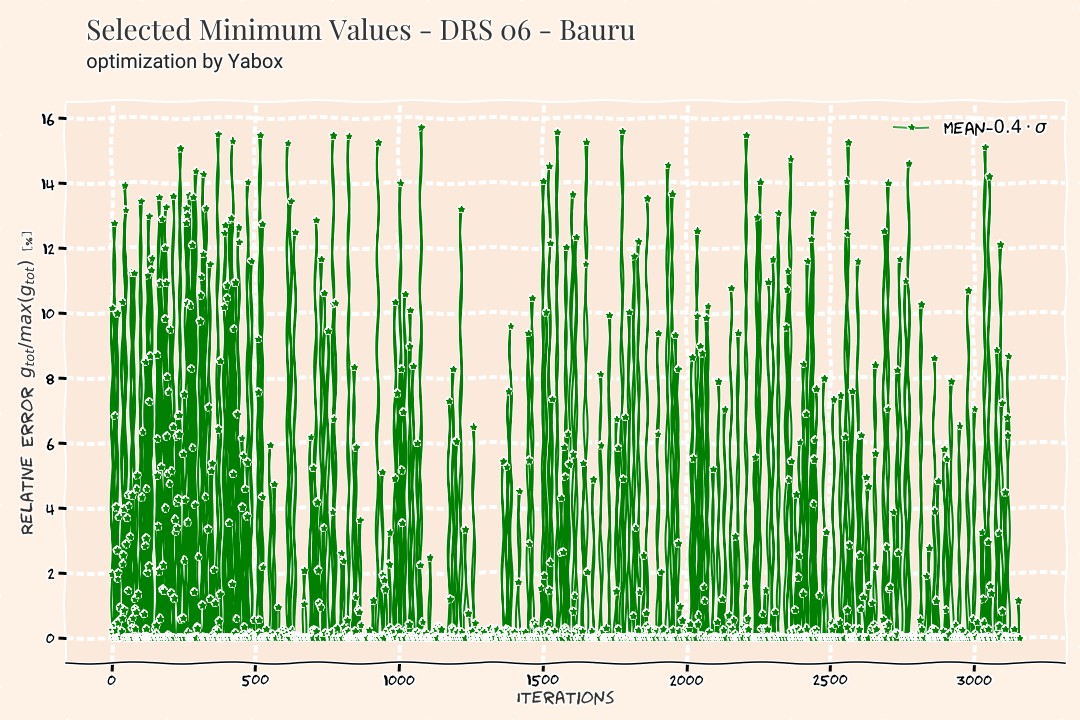 Selected Minimum Values - DRS 06 - Bauru
optimization by Yabox
MEAN-0.4 · σ
RELATIVE ERROR g_tot/max(g_tot) [%]
16
14
12
10
8
6
4
2
0
0 500 1000 1500 2000 2500 3000
ITERATIONS